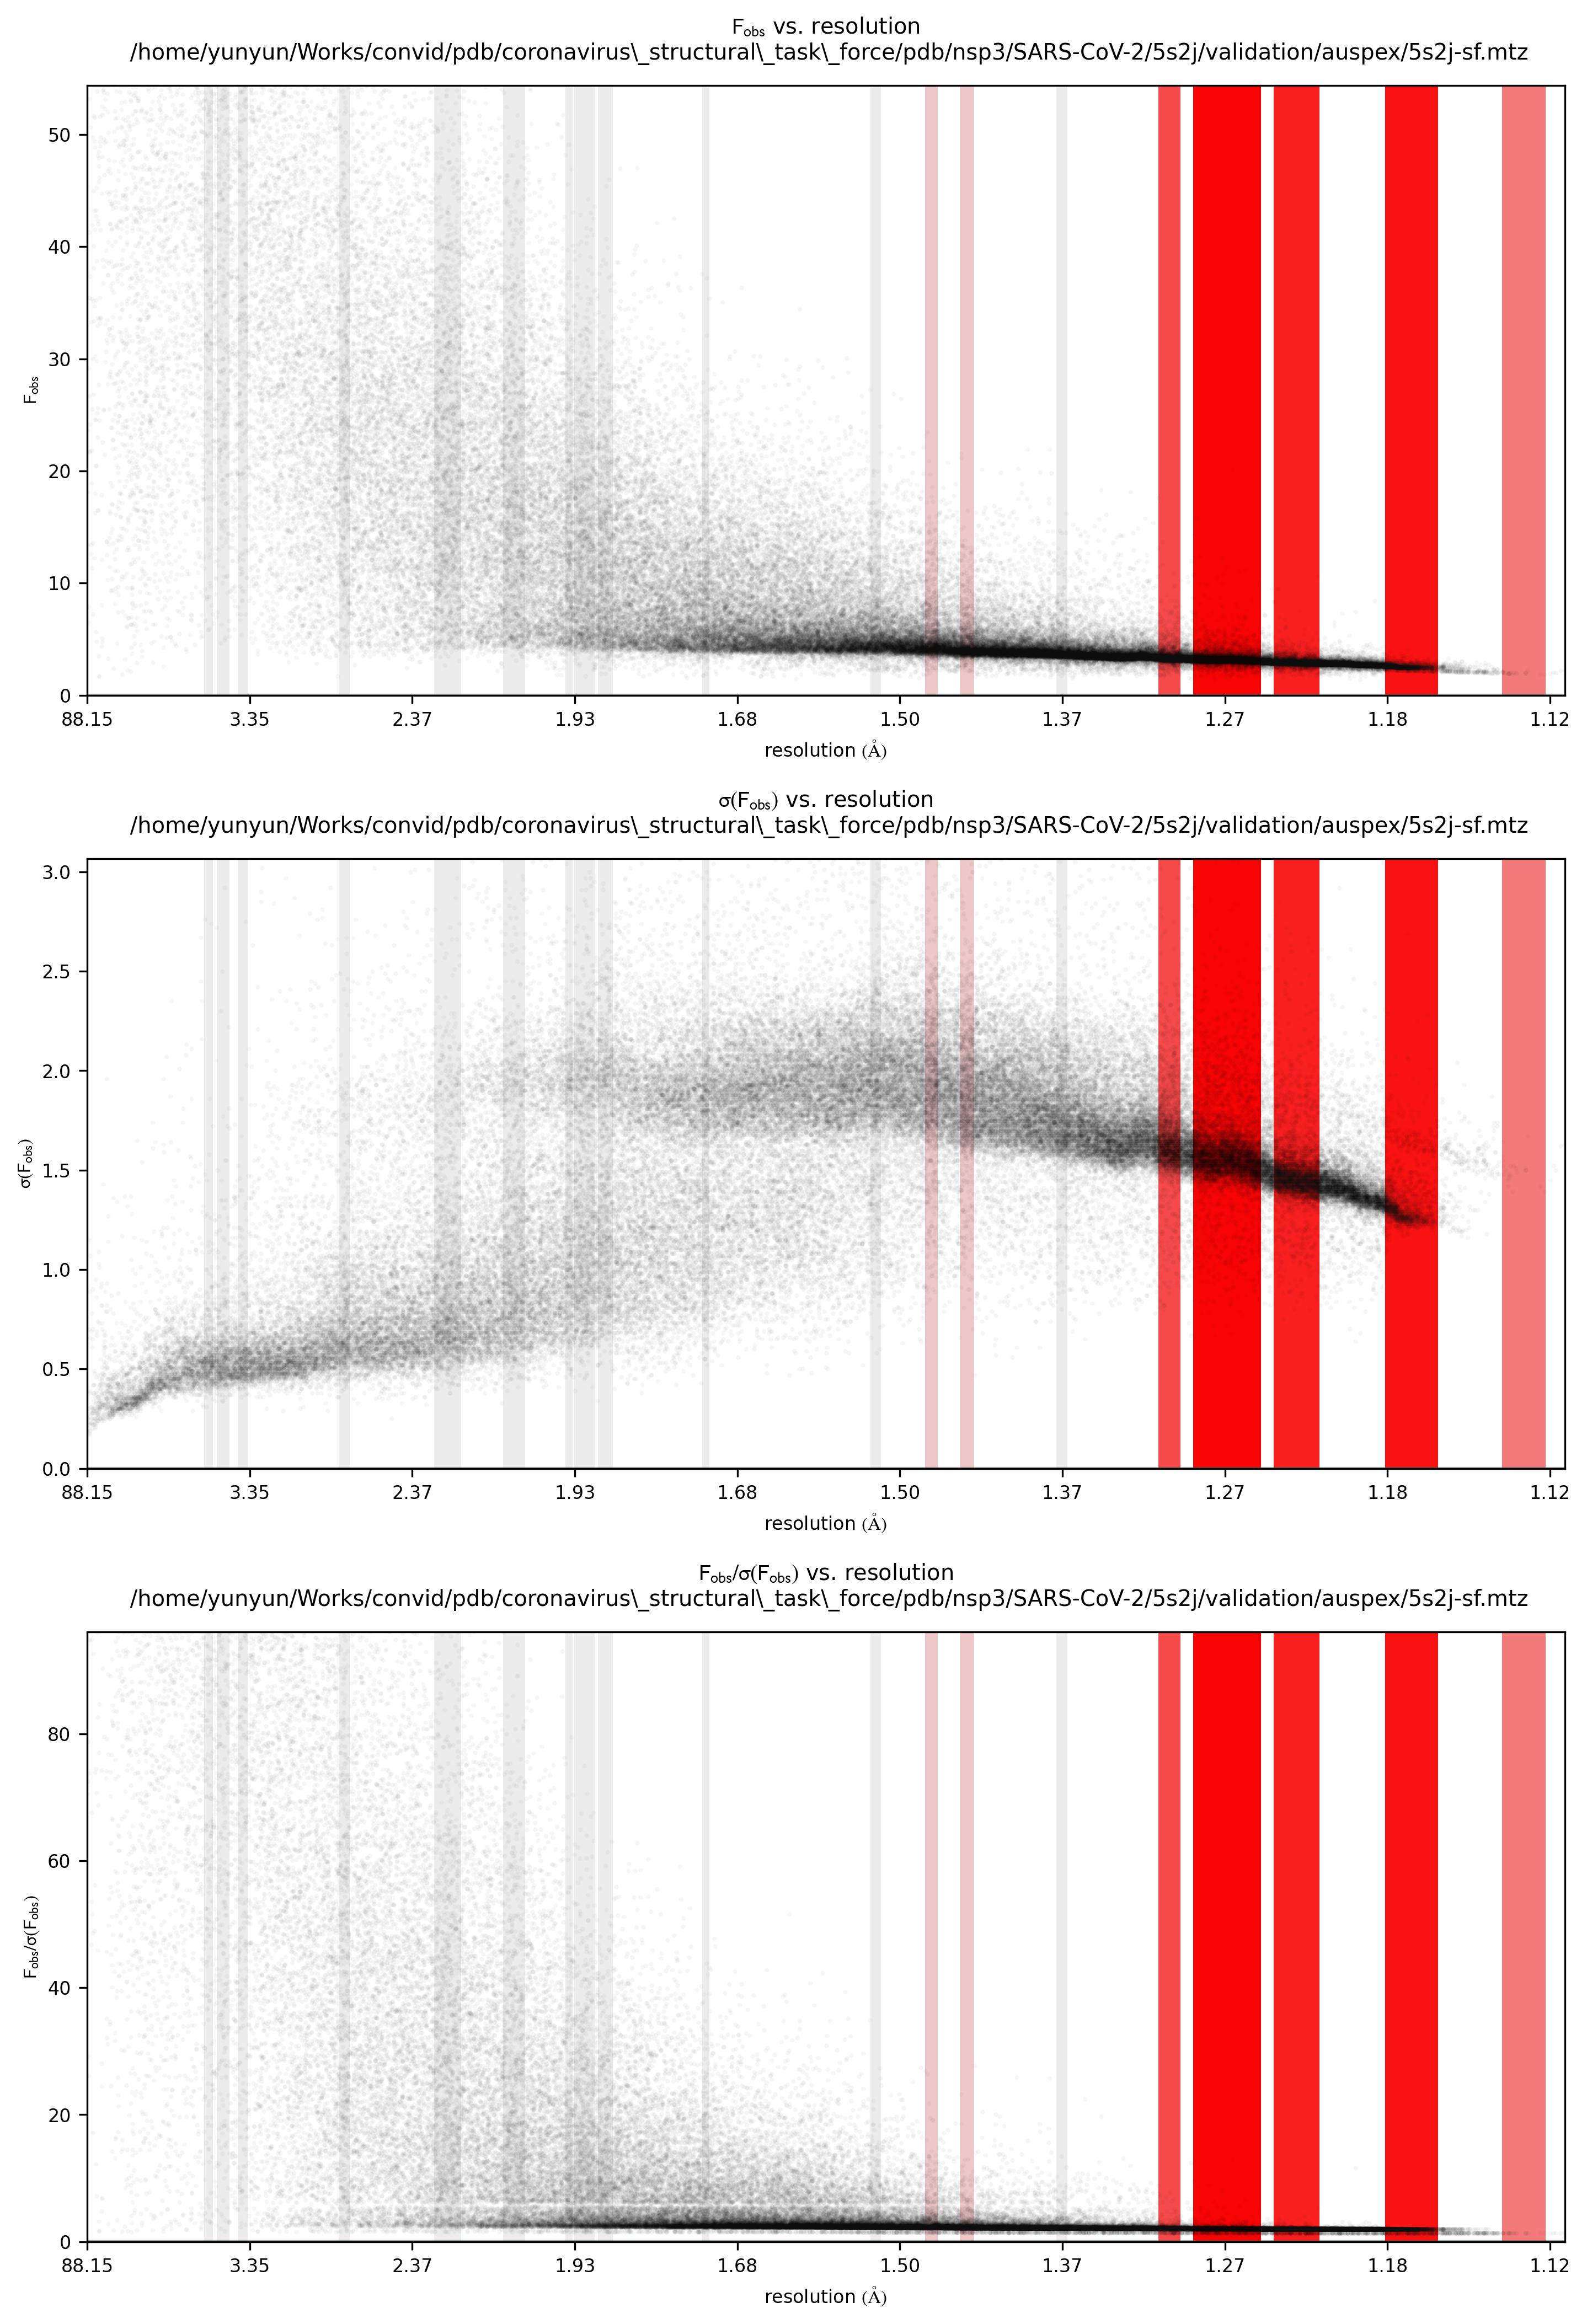 Fobs vs. resolution
/home/yunyun/Works/convid/pdb/coronavirus\_structural\_task\_force/pdb/nsp3/SARS-CoV-2/5s2j/validation/auspex/5s2j-sf.mtz
50
40
30
20
10
0
Fobs
88.15 3.35 2.37 1.93 1.68 1.50 1.37 1.27 1.18 1.12
resolution (Å)
σ(Fobs) vs. resolution
/home/yunyun/Works/convid/pdb/coronavirus\_structural\_task\_force/pdb/nsp3/SARS-CoV-2/5s2j/validation/auspex/5s2j-sf.mtz
3.0
2.5
2.0
1.5
1.0
0.5
0.0
σ(Fobs)
88.15 3.35 2.37 1.93 1.68 1.50 1.37 1.27 1.18 1.12
resolution (Å)
Fobs/σ(Fobs) vs. resolution
/home/yunyun/Works/convid/pdb/coronavirus\_structural\_task\_force/pdb/nsp3/SARS-CoV-2/5s2j/validation/auspex/5s2j-sf.mtz
80
60
40
20
0
Fobs/σ(Fobs)
88.15 3.35 2.37 1.93 1.68 1.50 1.37 1.27 1.18 1.12
resolution (Å)